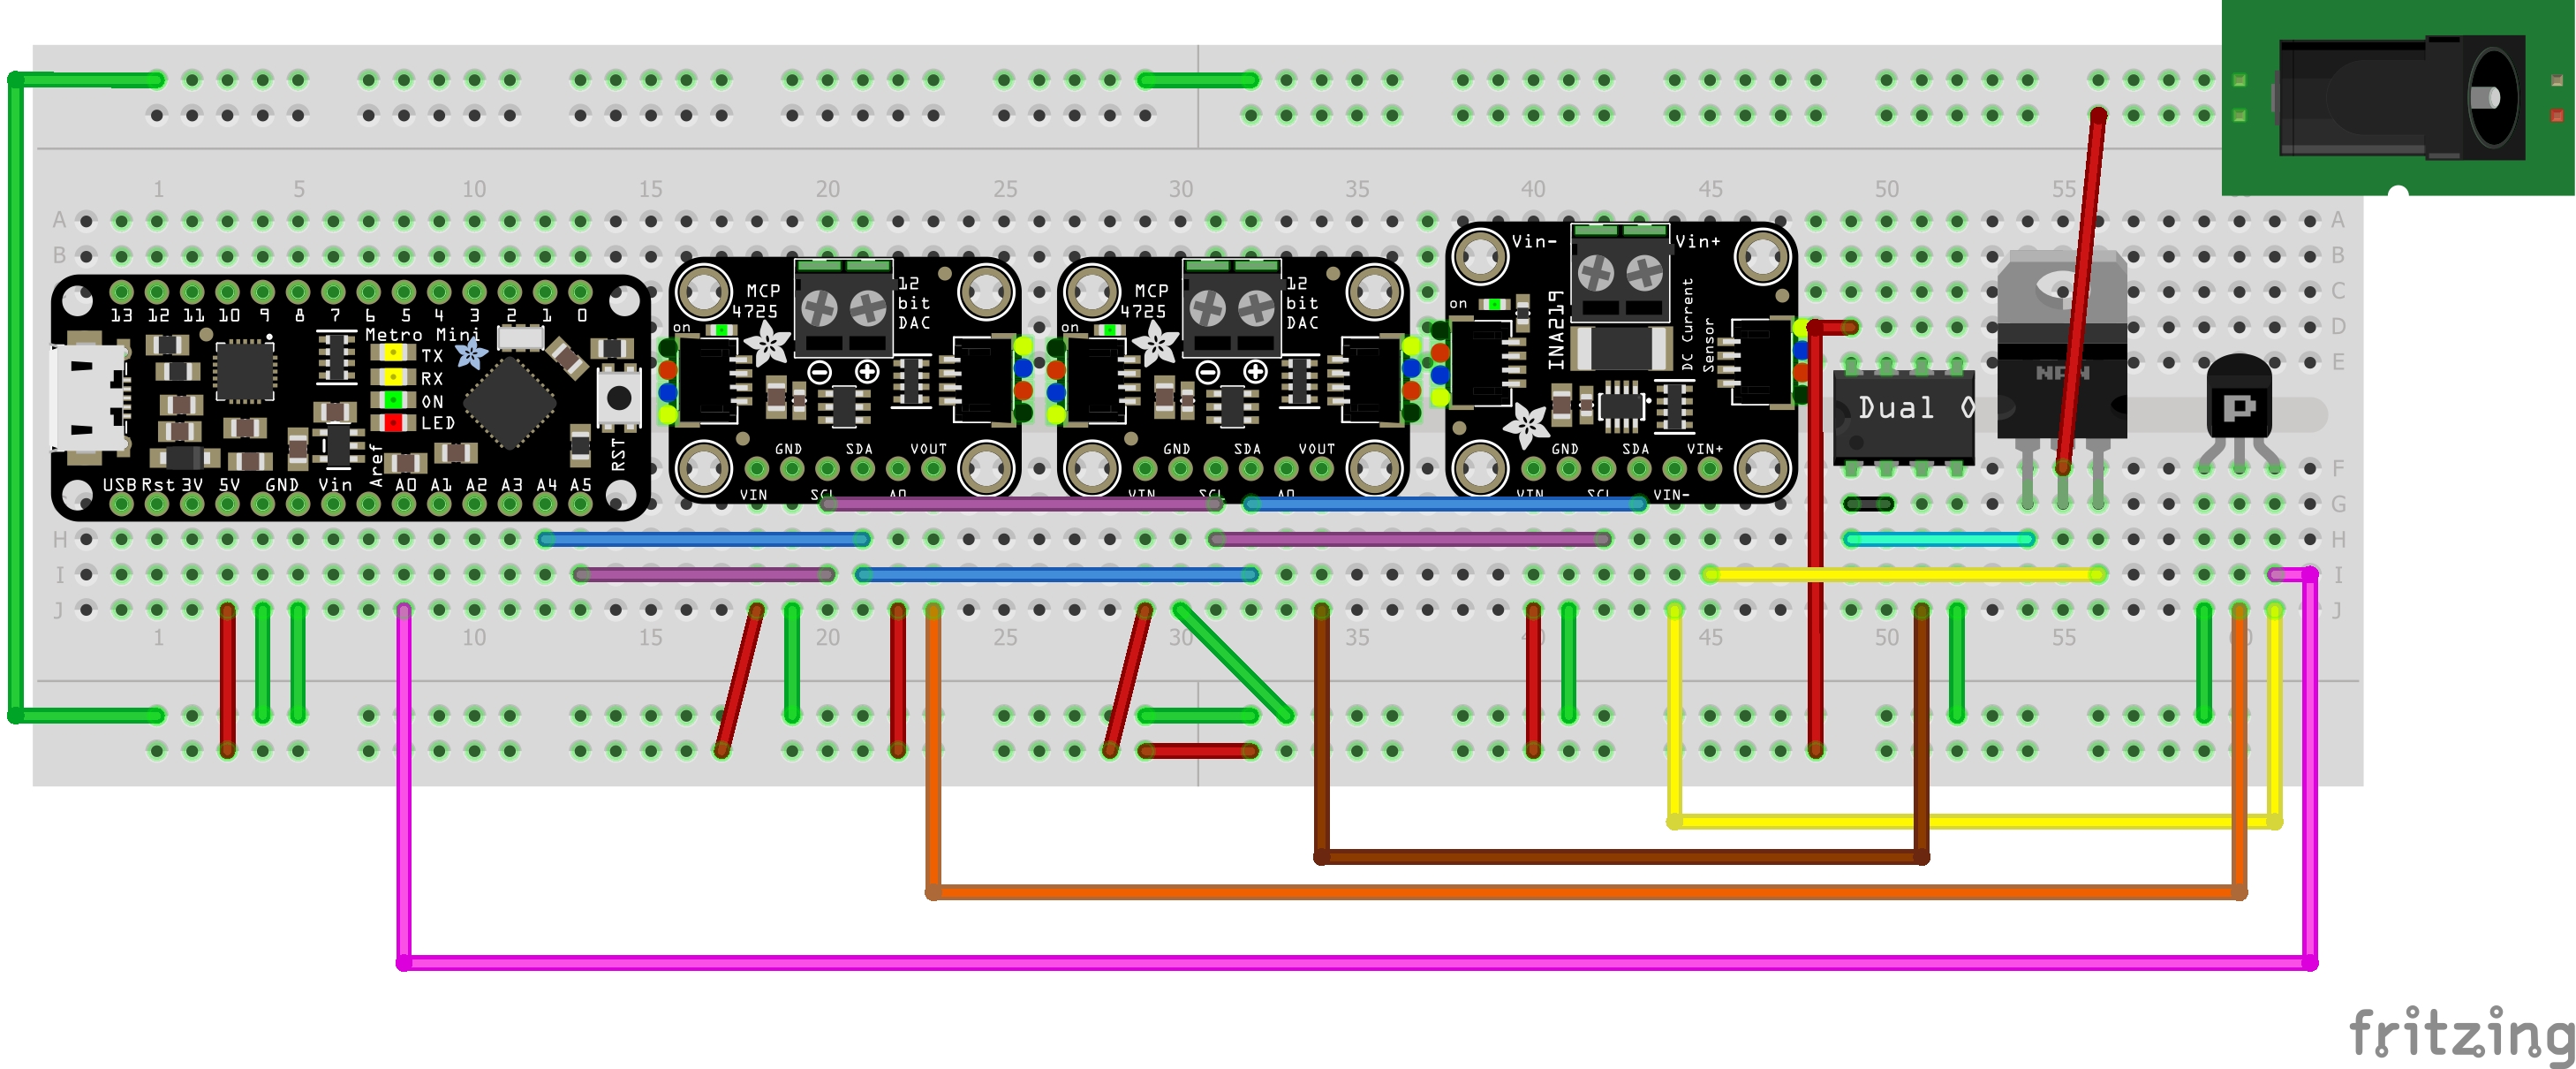 1 5 10 15 20 25 30 35 40 45 50 55
A A
B B
C
D
E
F
G
H H
I I
J J
13 12 11 10 9 8 7 6 5 4 3 2 1 0
Metro Mini
TX
RX
ON
LED
RST
Aref
USB Rst 3V 5V GND Vin A0 A1 A2 A3 A4 A5
MCP
4725
12
bit
DAC
on
GND SDA VOUT
VIN SCL A0
MCP
4725
12
bit
DAC
on
GND SDA VOUT
VIN SCL A0
Vin- Vin+
on
INA219
DC Current
Sensor
GND SDA VIN+
VIN SCL VIN-
Dual O
NPN
P
1 10 15 20 25 30 35 40 45 50 55 60
fritzing